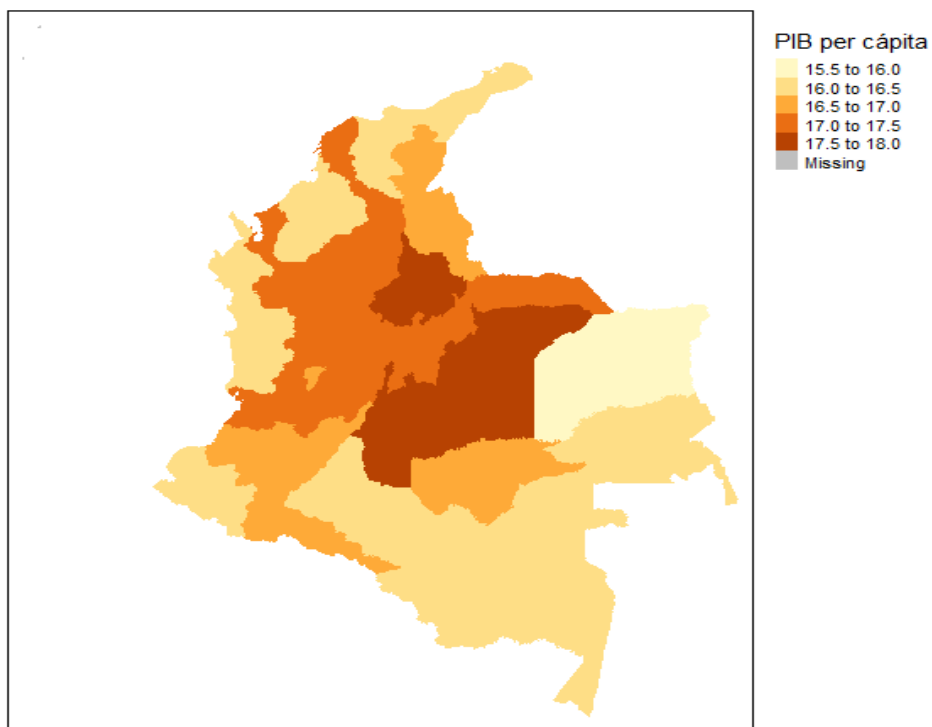 PIB per cápita
15.5 to 16.0
16.0 to 16.5
16.5 to 17.0
17.0 to 17.5
17.5 to 18.0
Missing